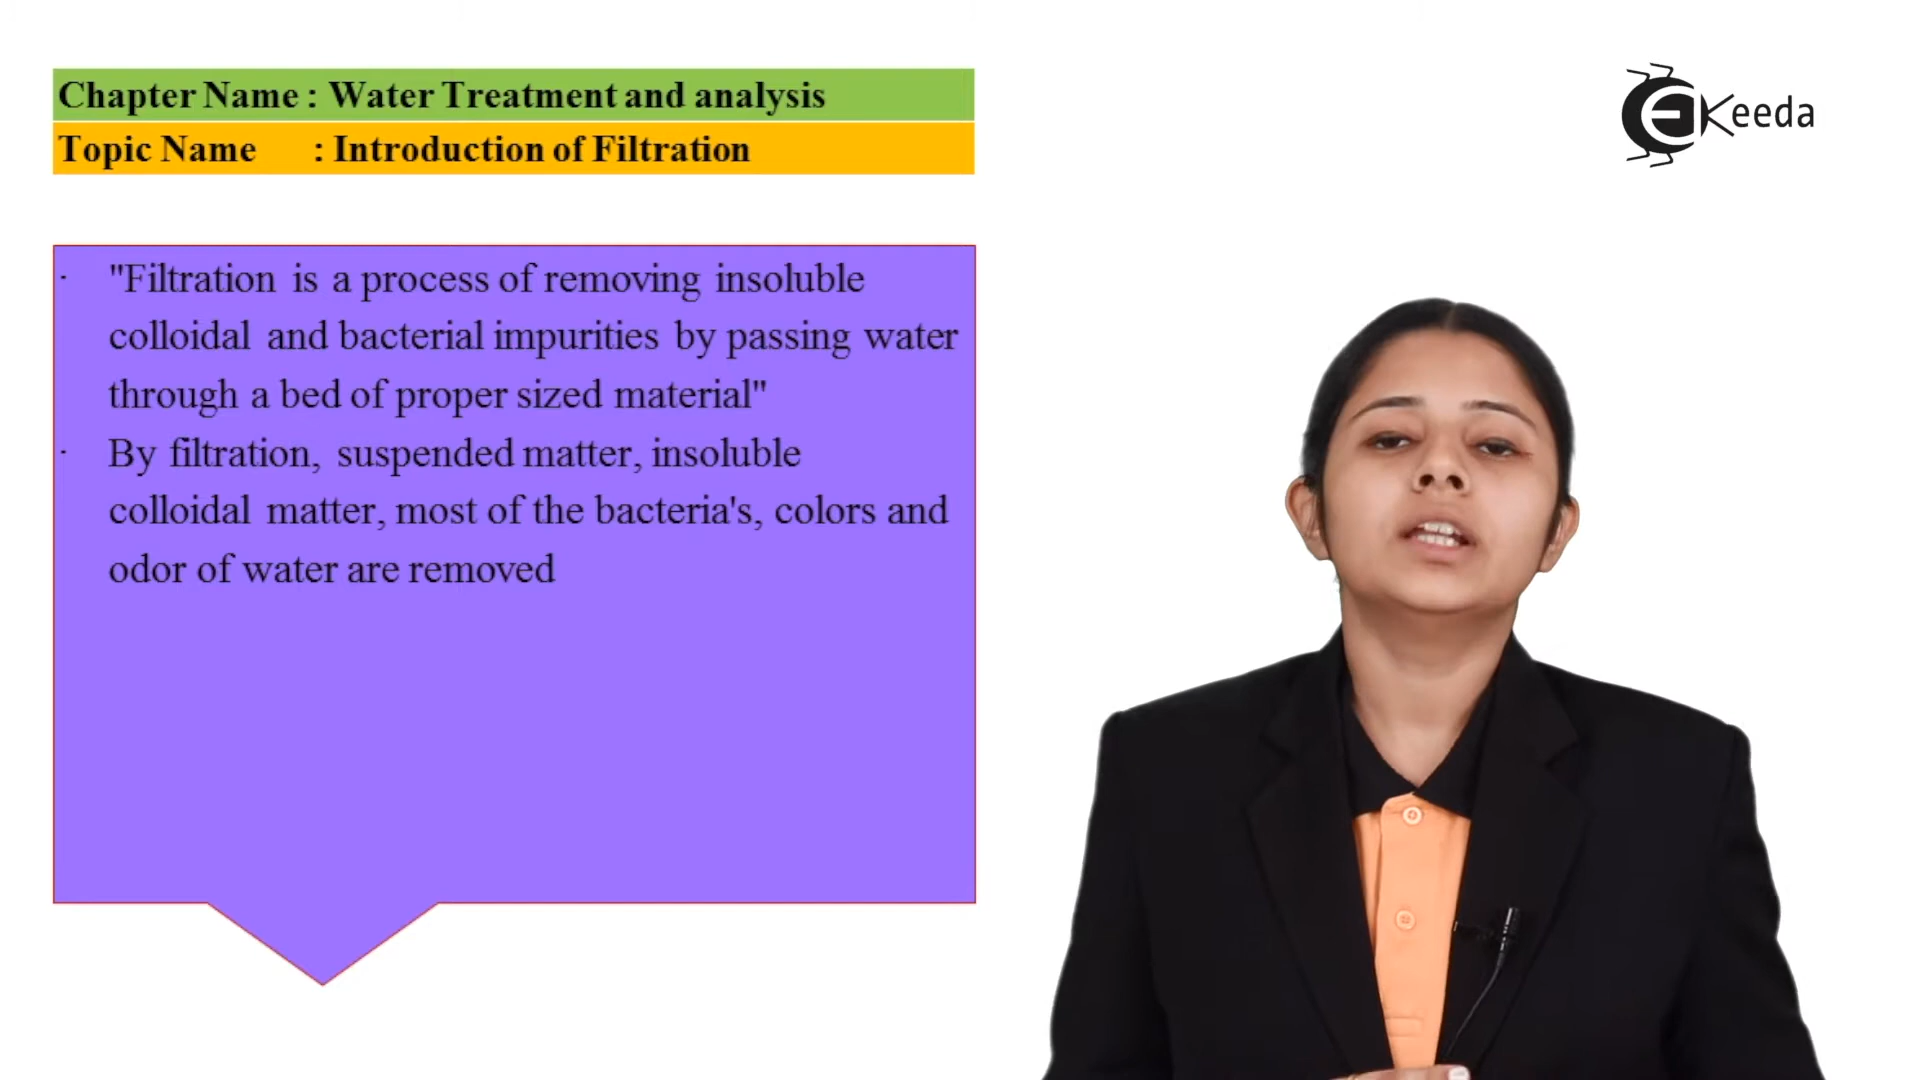 Chapter Name : Water Treatment and analysis
Topic Name : Introduction of Filtration
Keeda
· "Filtration is a process of removing insoluble
colloidal and bacterial impurities by passing water
through a bed of proper sized material"
· By filtration, suspended matter, insoluble
colloidal matter, most of the bacteria's, colors and
odor of water are removed